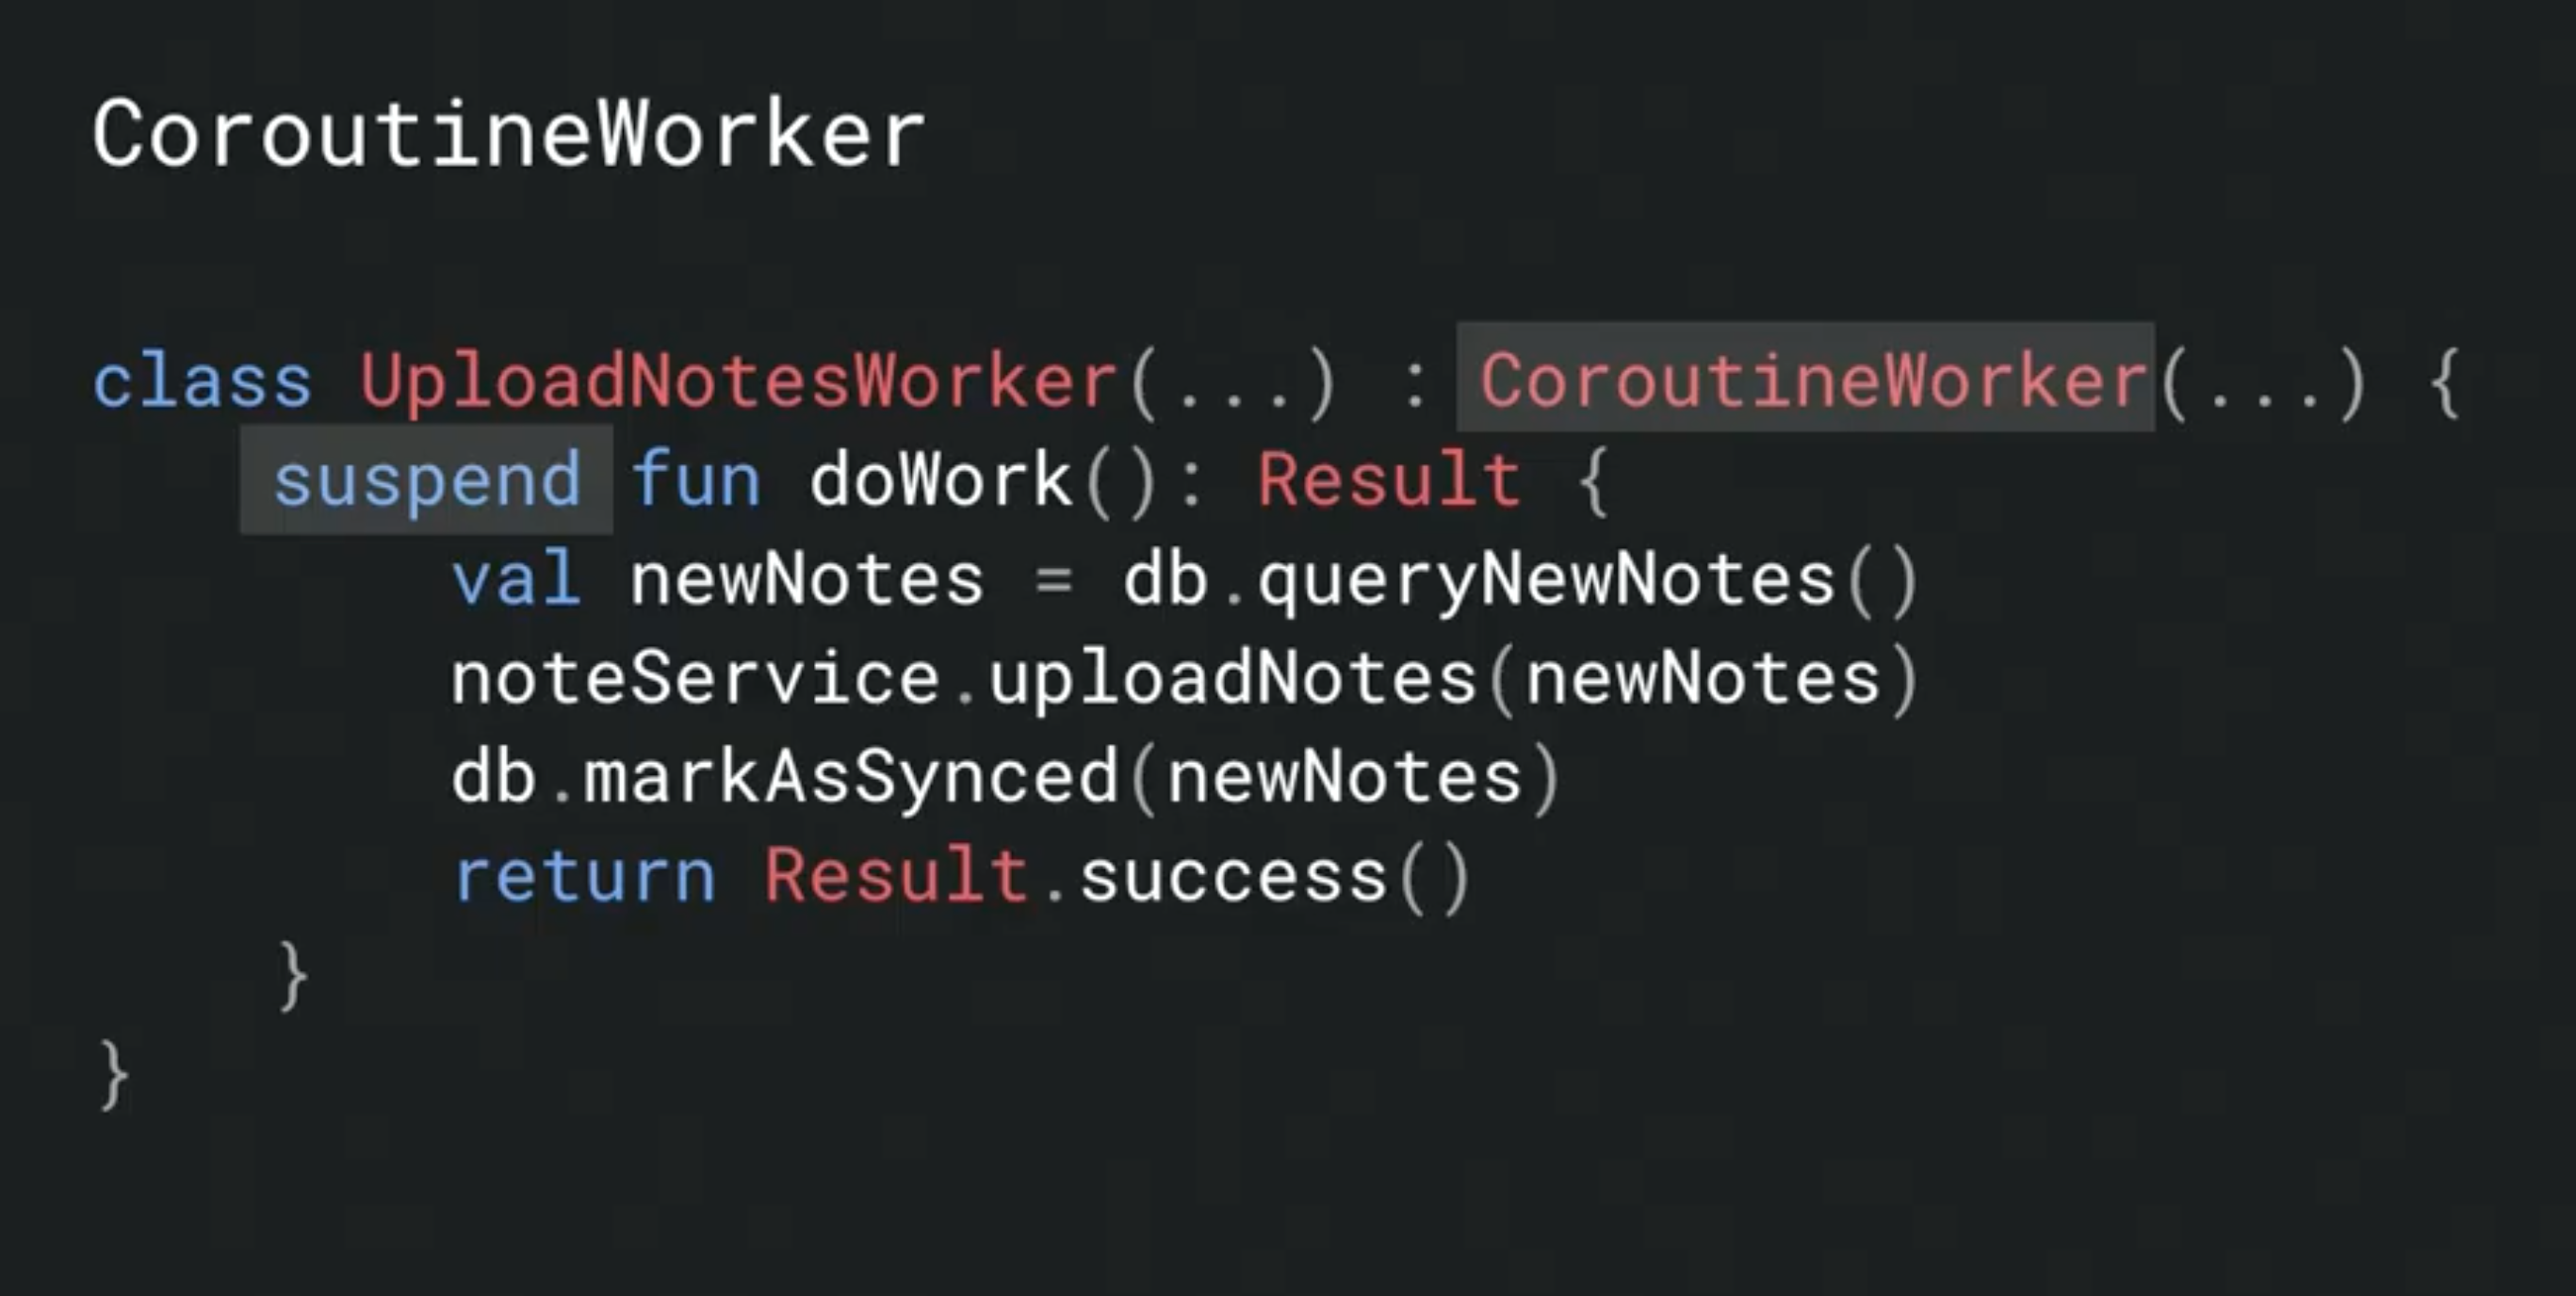 CoroutineWorker
class UploadNotesWorker(...) : CoroutineWorker(...) {
suspend fun doWork(): Result {
val newNotes = db.queryNewNotes()
noteService.uploadNotes(newNotes)
db.markAsSynced(newNotes)
return Result.success()
}
}